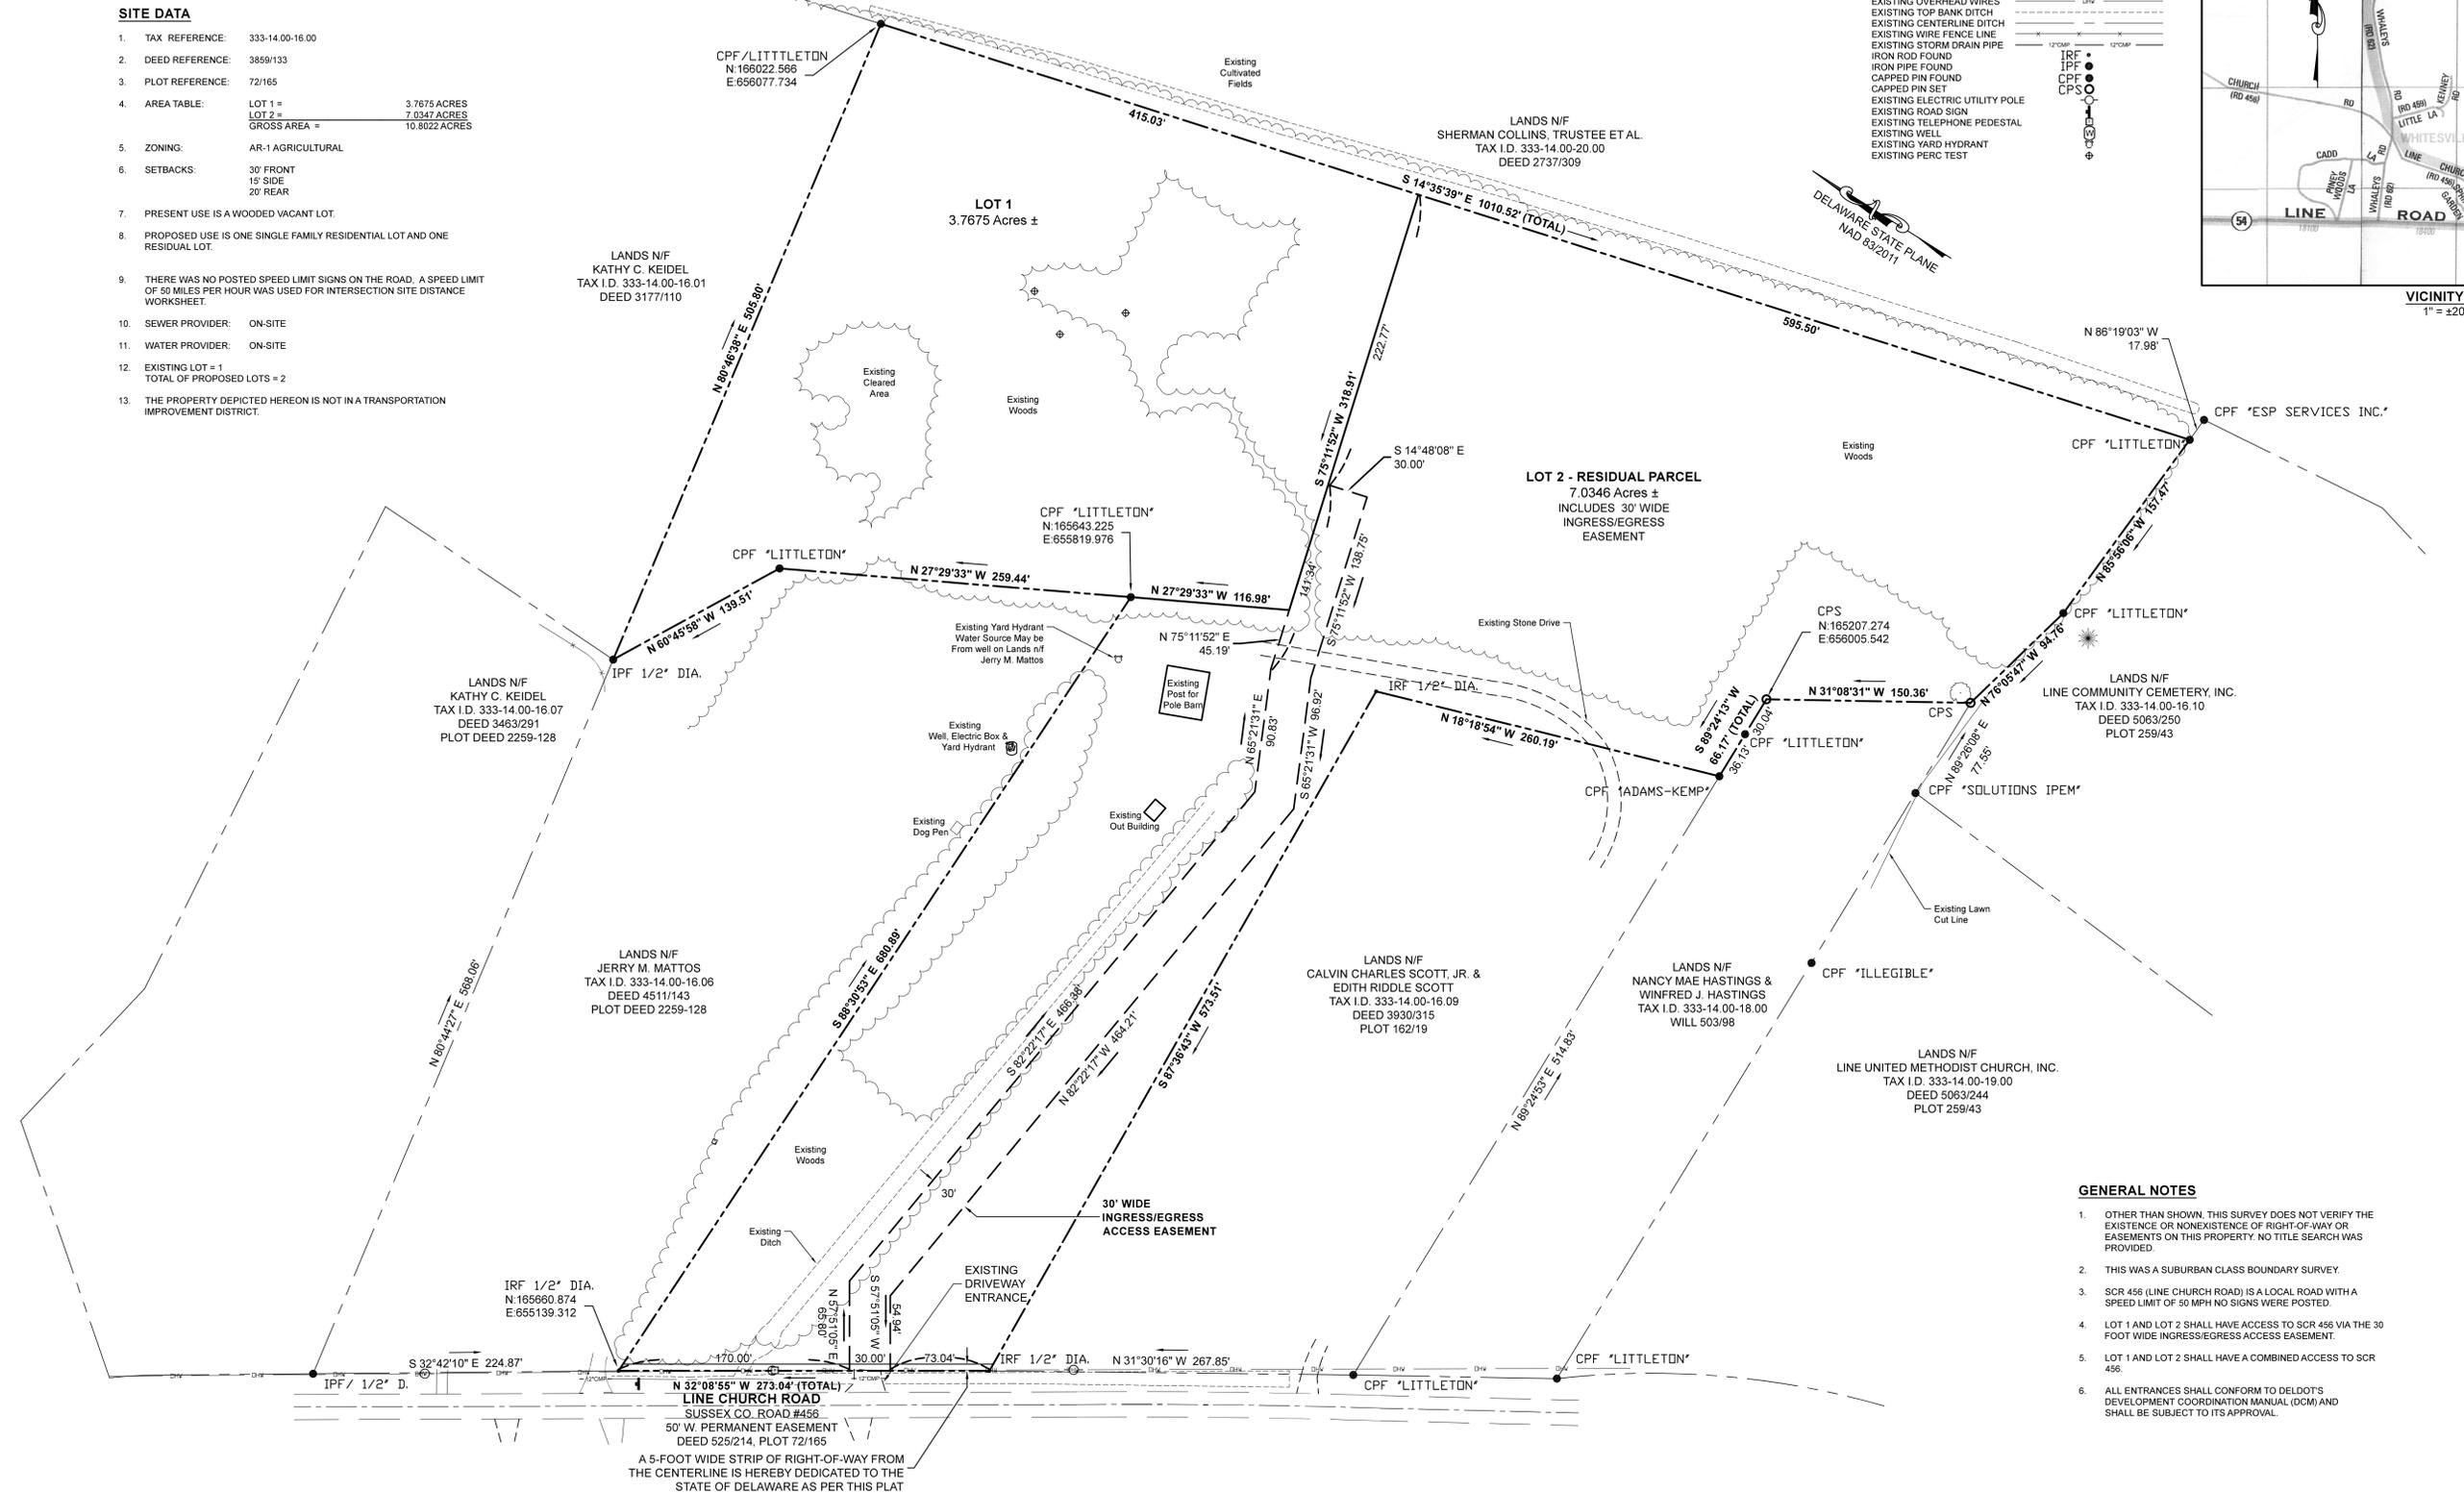 SITE DATA
1. TAX REFERENCE: 333-14.00-16.00
2. DEED REFERENCE: 3859/133
3. PLOT REFERENCE: 72/165
4. AREA TABLE: LOT 1 = 3.7675 ACRES
LOT 2 = 7.0347 ACRES
GROSS AREA = 10.8022 ACRES
5. ZONING: AR-1 AGRICULTURAL
6. SETBACKS: 30' FRONT
15' SIDE
20' REAR
7. PRESENT USE IS A WOODED VACANT LOT.
8. PROPOSED USE IS ONE SINGLE FAMILY RESIDENTIAL LOT AND ONE
RESIDUAL LOT.
9. THERE WAS NO POSTED SPEED LIMIT SIGNS ON THE ROAD, A SPEED LIMIT
OF 50 MILES PER HOUR WAS USED FOR INTERSECTION SITE DISTANCE
WORKSHEET.
10. SEWER PROVIDER: ON-SITE
11. WATER PROVIDER: ON-SITE
12. EXISTING LOT = 1
TOTAL OF PROPOSED LOTS = 2
13. THE PROPERTY DEPICTED HEREON IS NOT IN A TRANSPORTATION
IMPROVEMENT DISTRICT.
CPF/LITTTLETON
N:166022.566
E:656077.734
Existing
Cultivated
Fields
415.03'
LANDS N/F
SHERMAN COLLINS, TRUSTEE ET AL.
TAX I.D. 333-14.00-20.00
DEED 2737/309
S 14°35'39" E 1010.52' (TOTAL)
EXISTING OVERHEAD WIRES OHW
EXISTING TOP BANK DITCH
EXISTING CENTERLINE DITCH
EXISTING WIRE FENCE LINE
EXISTING STORM DRAIN PIPE 12"CMP 12"CMP
IRON ROD FOUND IRF
IRON PIPE FOUND IPF
CAPPED PIN FOUND CPF
CAPPED PIN SET CPS
EXISTING ELECTRIC UTILITY POLE
EXISTING ROAD SIGN
EXISTING TELEPHONE PEDESTAL
EXISTING WELL W
EXISTING YARD HYDRANT
EXISTING PERC TEST
DELAWARE STATE PLANE
NAD 83/2011
WHALEYS
(RD 62)
RD
CHURCH
(RD 456)
RD
KENNEY
RD
(RD 459)
LITTLE LA
CADD
LA
RD
PINEY
WOODS
LA
WHALEYS
(RD 62)
LINE
(RD 456)
54
LINE
ROAD
18100
18400
VICINITY
1" = ±20
LOT 1
3.7675 Acres ±
LANDS N/F
KATHY C. KEIDEL
TAX I.D. 333-14.00-16.01
DEED 3177/110
N 80°46'38" E 505.80'
Existing
Cleared
Area
Existing
Woods
222.77'
S 75°11'52" W 318.91'
595.50'
N 86°19'03" W
17.98'
CPF "ESP SERVICES INC."
CPF "LITTLETON"
S 14°48'08" E
30.00'
LOT 2 - RESIDUAL PARCEL
7.0346 Acres ±
INCLUDES 30' WIDE
INGRESS/EGRESS
EASEMENT
Existing
Woods
N 85°56'06" W 157.47'
CPF "LITTLETON"
N:165643.225
E:655819.976
CPF "LITTLETON"
N 27°29'33" W 259.44'
N 27°29'33" W 116.98'
N 60°45'58" W 139.51'
IPF 1/2" DIA.
141.34'
S 75°11'52" W 138.75'
N 75°11'52" E
45.19'
Existing Yard Hydrant
Water Source May be
From well on Lands n/f
Jerry M. Mattos
Existing Stone Drive
CPS
N:165207.274
E:656005.542
CPF "LITTLETON"
N 76°05'47" W 94.76'
N 31°08'31" W 150.36'
CPS
LANDS N/F
LINE COMMUNITY CEMETERY, INC.
TAX I.D. 333-14.00-16.10
DEED 5063/250
PLOT 259/43
LANDS N/F
KATHY C. KEIDEL
TAX I.D. 333-14.00-16.07
DEED 3463/291
PLOT DEED 2259-128
Existing
Post for
Pole Barn
IRF 1/2" DIA.
N 65°21'31" E
90.83'
S 65°21'31" W 96.92'
N 18°18'54" W 260.19'
S 89°24'13" W
66.17' (TOTAL)
30.04'
36.13'
CPF "LITTLETON"
CPF "ADAMS-KEMP"
N 89°26'08" E
77.55'
CPF "SOLUTIONS IPEM"
Existing
Well, Electric Box &
Yard Hydrant
Existing
Dog Pen
Existing
Out Building
Existing Lawn
Cut Line
N 80°44'27" E 568.06'
LANDS N/F
JERRY M. MATTOS
TAX I.D. 333-14.00-16.06
DEED 4511/143
PLOT DEED 2259-128
S 88°30'53" E 680.89'
S 82°22'17" E 466.38'
N 82°22'17" W 464.21'
S 87°36'43" W 573.51'
LANDS N/F
CALVIN CHARLES SCOTT, JR. &
EDITH RIDDLE SCOTT
TAX I.D. 333-14.00-16.09
DEED 3930/315
PLOT 162/19
LANDS N/F
NANCY MAE HASTINGS &
WINFRED J. HASTINGS
TAX I.D. 333-14.00-18.00
WILL 503/98
CPF "ILLEGIBLE"
N 89°24'53" E 514.83'
LANDS N/F
LINE UNITED METHODIST CHURCH, INC.
TAX I.D. 333-14.00-19.00
DEED 5063/244
PLOT 259/43
Existing
Woods
30'
30' WIDE
INGRESS/EGRESS
ACCESS EASEMENT
Existing
Ditch
EXISTING
DRIVEWAY
ENTRANCE
N 57°51'05" E
65.80'
S 57°51'05" W
54.94'
IRF 1/2" DIA.
N:165660.874
E:655139.312
S 32°42'10" E 224.87'
IPF/ 1/2" D.
170.00'
30.00'
73.04'
IRF 1/2" DIA.
N 31°30'16" W 267.85'
CPF "LITTLETON"
CPF "LITTLETON"
12"CMP
12"CMP
N 32°08'55" W 273.04' (TOTAL)
LINE CHURCH ROAD
SUSSEX CO. ROAD #456
50' W. PERMANENT EASEMENT
DEED 525/214, PLOT 72/165
A 5-FOOT WIDE STRIP OF RIGHT-OF-WAY FROM
THE CENTERLINE IS HEREBY DEDICATED TO THE
STATE OF DELAWARE AS PER THIS PLAT
GENERAL NOTES
1. OTHER THAN SHOWN, THIS SURVEY DOES NOT VERIFY THE
EXISTENCE OR NONEXISTENCE OF RIGHT-OF-WAY OR
EASEMENTS ON THIS PROPERTY. NO TITLE SEARCH WAS
PROVIDED.
2. THIS WAS A SUBURBAN CLASS BOUNDARY SURVEY.
3. SCR 456 (LINE CHURCH ROAD) IS A LOCAL ROAD WITH A
SPEED LIMIT OF 50 MPH NO SIGNS WERE POSTED.
4. LOT 1 AND LOT 2 SHALL HAVE ACCESS TO SCR 456 VIA THE 30
FOOT WIDE INGRESS/EGRESS ACCESS EASEMENT.
5. LOT 1 AND LOT 2 SHALL HAVE A COMBINED ACCESS TO SCR
456.
6. ALL ENTRANCES SHALL CONFORM TO DELDOT'S
DEVELOPMENT COORDINATION MANUAL (DCM) AND
SHALL BE SUBJECT TO ITS APPROVAL.